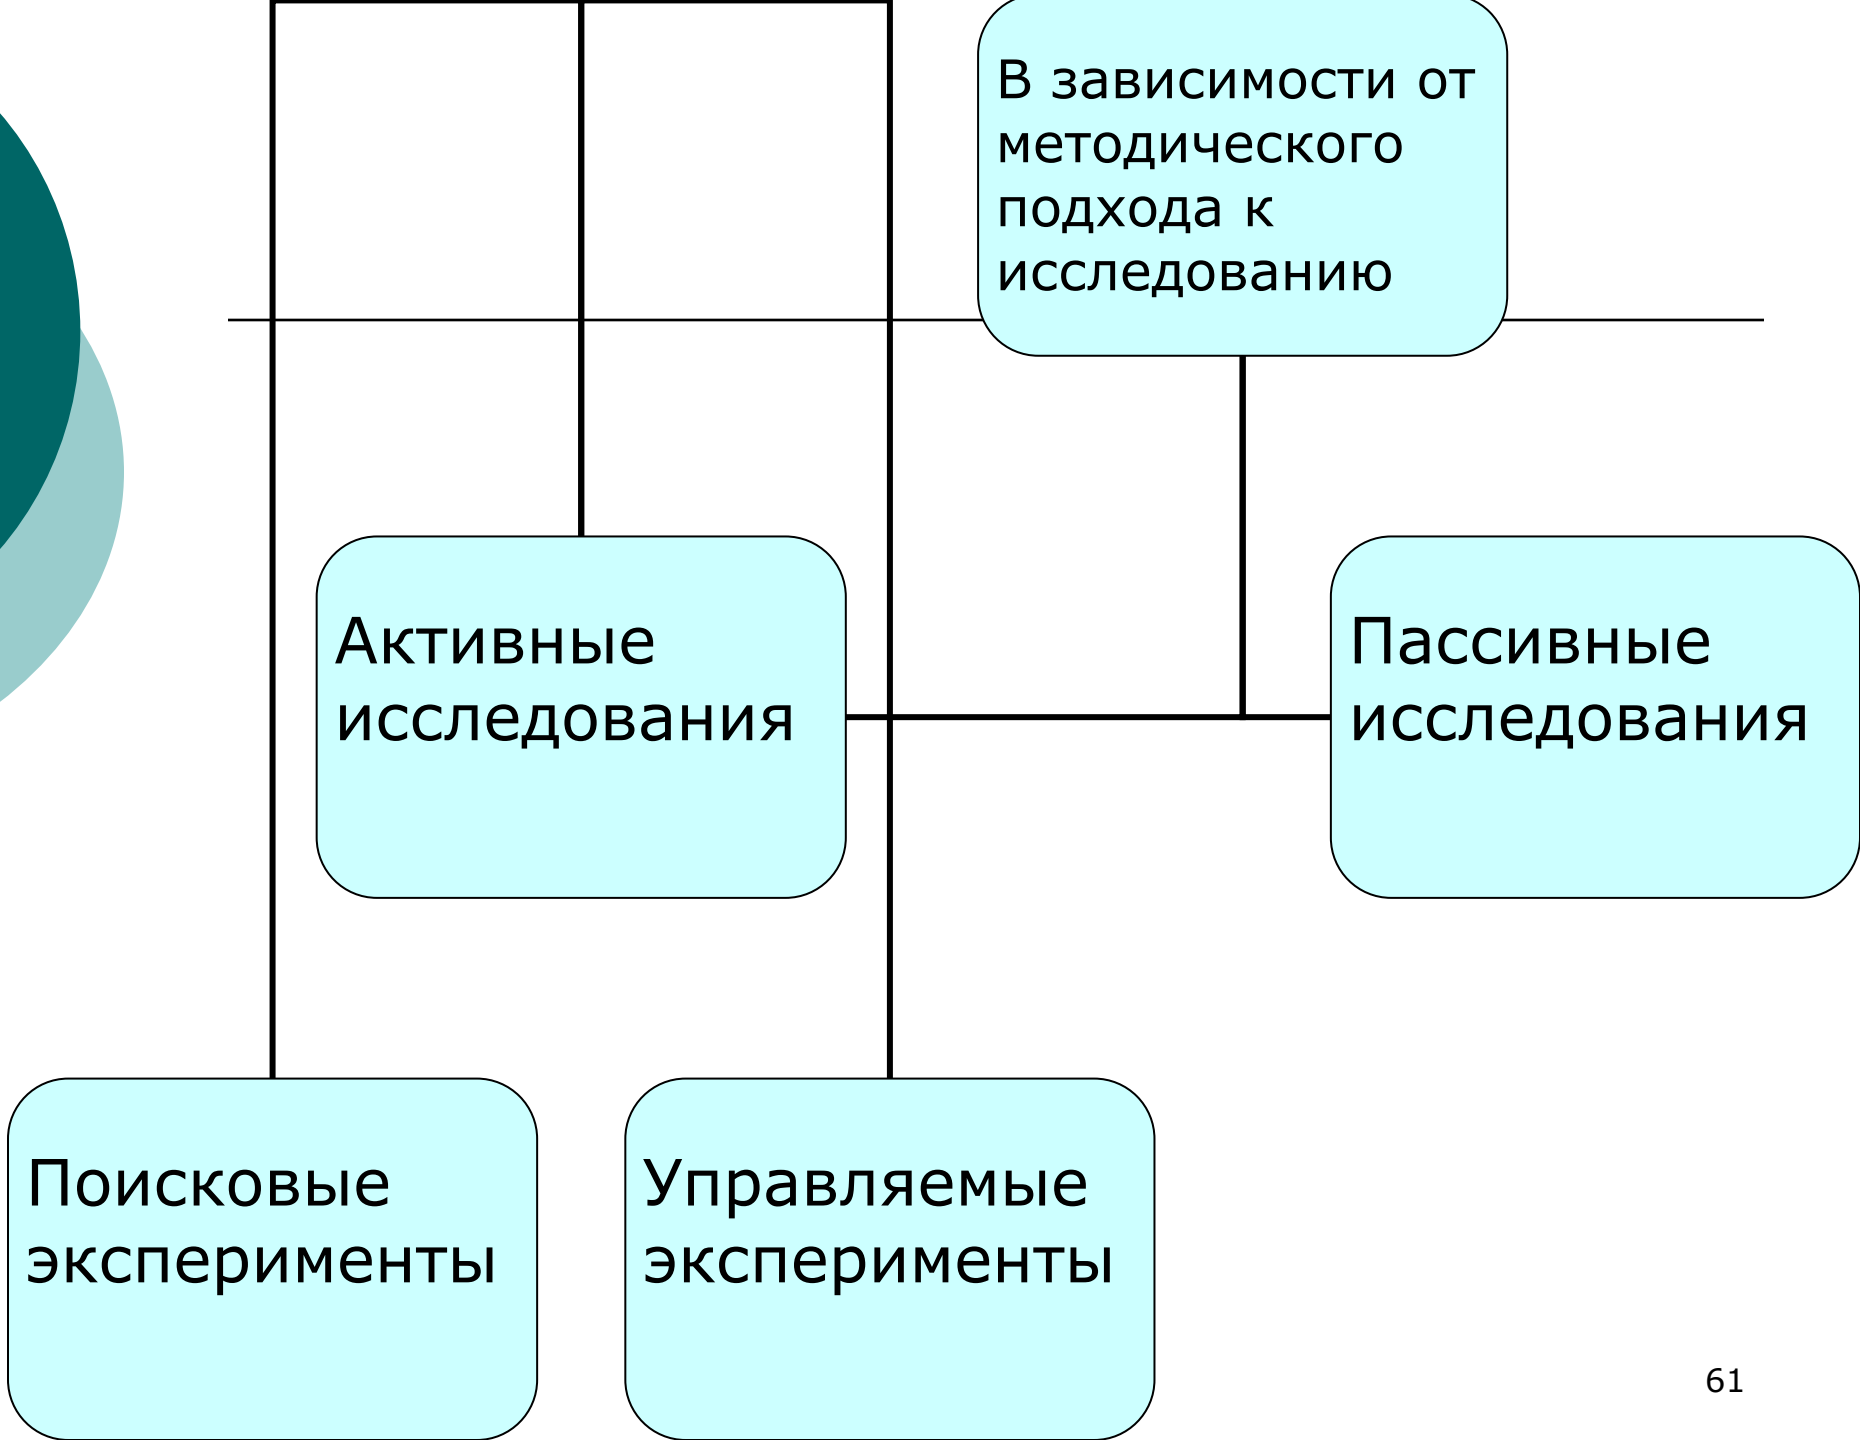 В зависимости от
методического
подхода к
исследованию
Активные
исследования
Пассивные
исследования
Поисковые
эксперименты
Управляемые
эксперименты
61